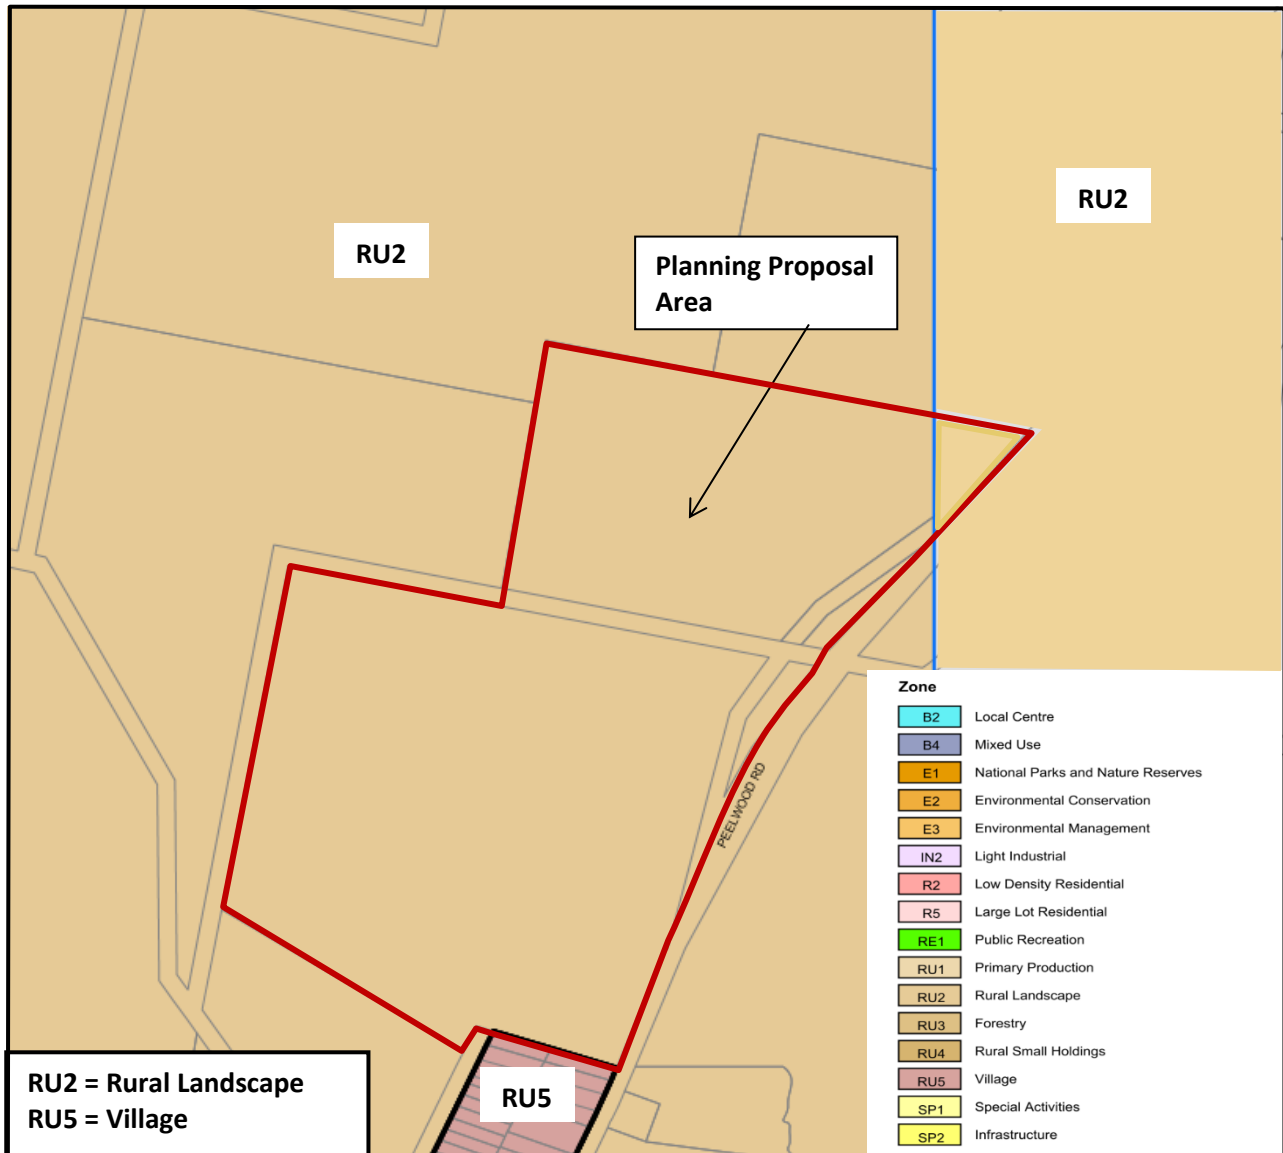 RU2
RU2
Planning Proposal
Area
PEELWOOD RD
Zone
B2 Local Centre
B4 Mixed Use
E1 National Parks and Nature Reserves
E2 Environmental Conservation
E3 Environmental Management
IN2 Light Industrial
R2 Low Density Residential
R5 Large Lot Residential
RE1 Public Recreation
RU1 Primary Production
RU2 Rural Landscape
RU3 Forestry
RU4 Rural Small Holdings
RU5 Village
SP1 Special Activities
SP2 Infrastructure
RU2 = Rural Landscape
RU5 = Village
RU5